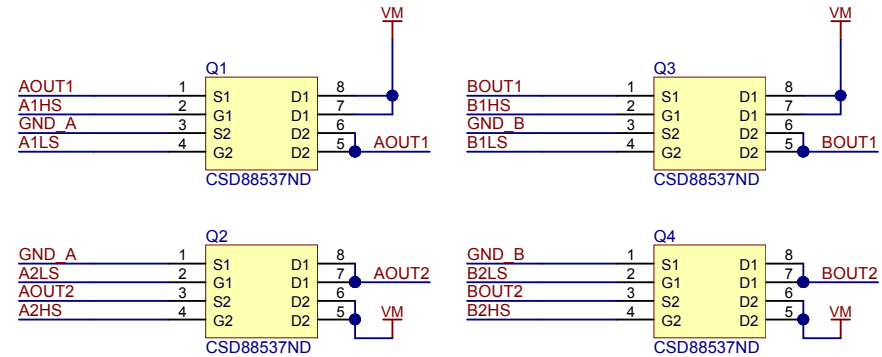 VM VM
Q1 Q3
AOUT1 1 S1 D1 8 BOUT1 1 S1 D1 8
A1HS 2 G1 D1 7 B1HS 2 G1 D1 7
GND_A 3 S2 D2 6 GND_B 3 S2 D2 6
A1LS 4 G2 D2 5 AOUT1 B1LS 4 G2 D2 5 BOUT1
CSD88537ND CSD88537ND
Q2 Q4
GND_A 1 S1 D1 8 GND_B 1 S1 D1 8
A2LS 2 G1 D1 7 AOUT2 B2LS 2 G1 D1 7 BOUT2
AOUT2 3 S2 D2 6 BOUT2 3 S2 D2 6
A2HS 4 G2 D2 5 VM B2HS 4 G2 D2 5 VM
CSD88537ND CSD88537ND